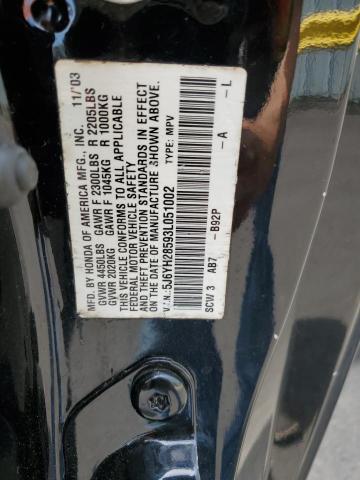 MFD. BY HONDA OF AMERICA MFG., INC. 11/'03
GVWR 4450LBS GAWR F 2300LBS R 2205LBS
GVWR 2020KG GAWR F 1045KG R 1000KG
THIS VEHICLE CONFORMS TO ALL APPLICABLE
FEDERAL MOTOR VEHICLE SAFETY
AND THEFT PREVENTION STANDARDS IN EFFECT
ON THE DATE OF MANUFACTURE SHOWN ABOVE.
V.I.N: 5J6YH28593L051002 TYPE: MPV
SCW 3 AB7 -B92P -A -L